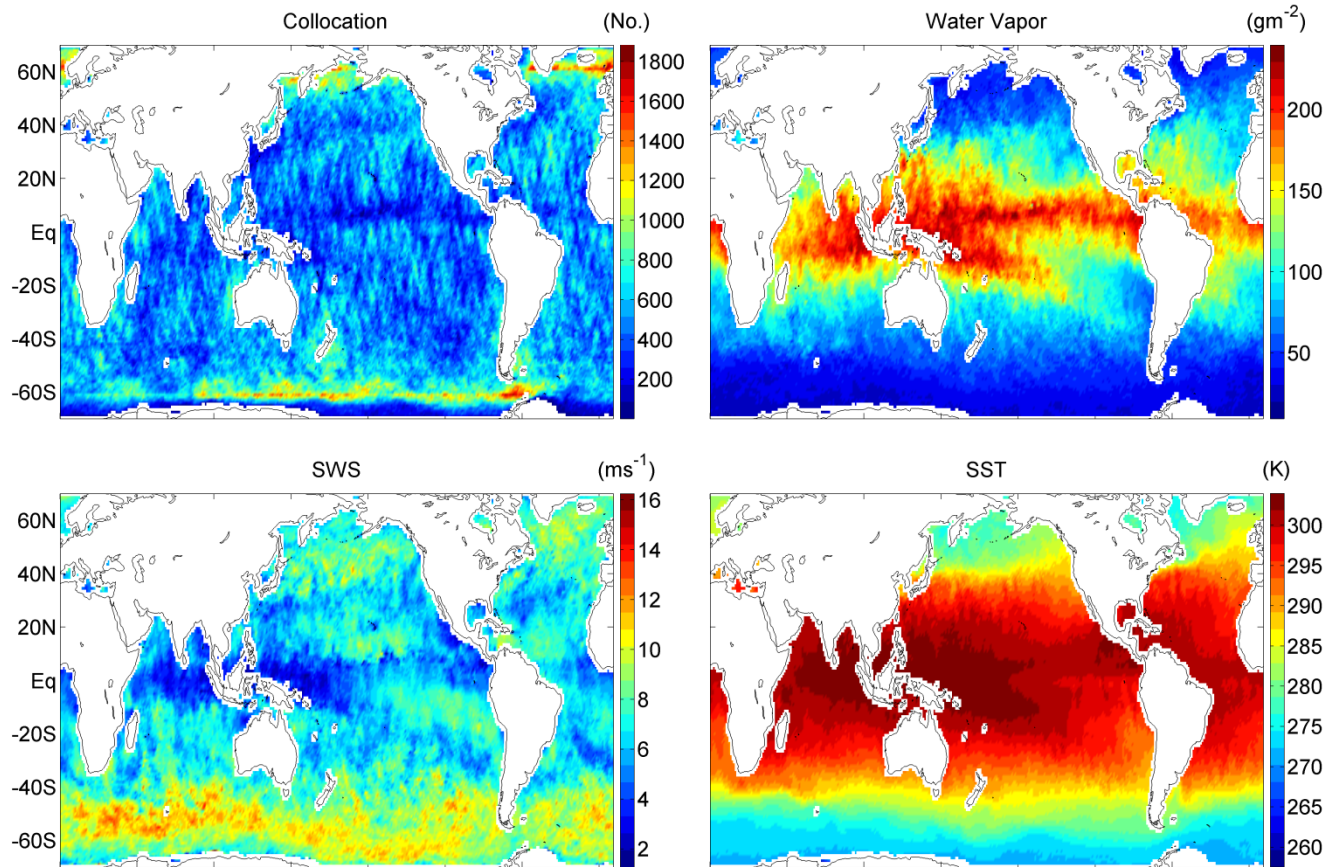 Collocation (No.)
Water Vapor (gm⁻²)
60N
40N
20N
Eq
-20S
-40S
-60S
1800
1600
1400
1200
1000
800
600
400
200
200
150
100
50
SWS (ms⁻¹)
SST (K)
60N
40N
20N
Eq
-20S
-40S
-60S
16
14
12
10
8
6
4
2
300
295
290
285
280
275
270
265
260